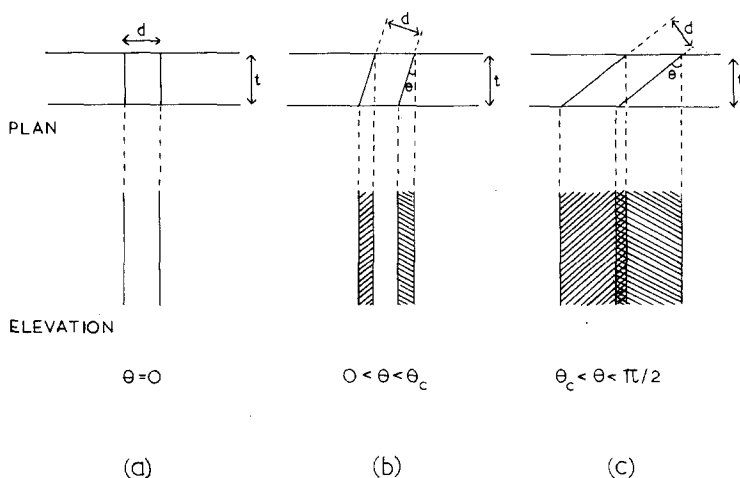 d
d
d
t
t
t
θ
θ
PLAN
ELEVATION
θ = 0
0 < θ < θc
θc < θ < π/2
(a)
(b)
(c)